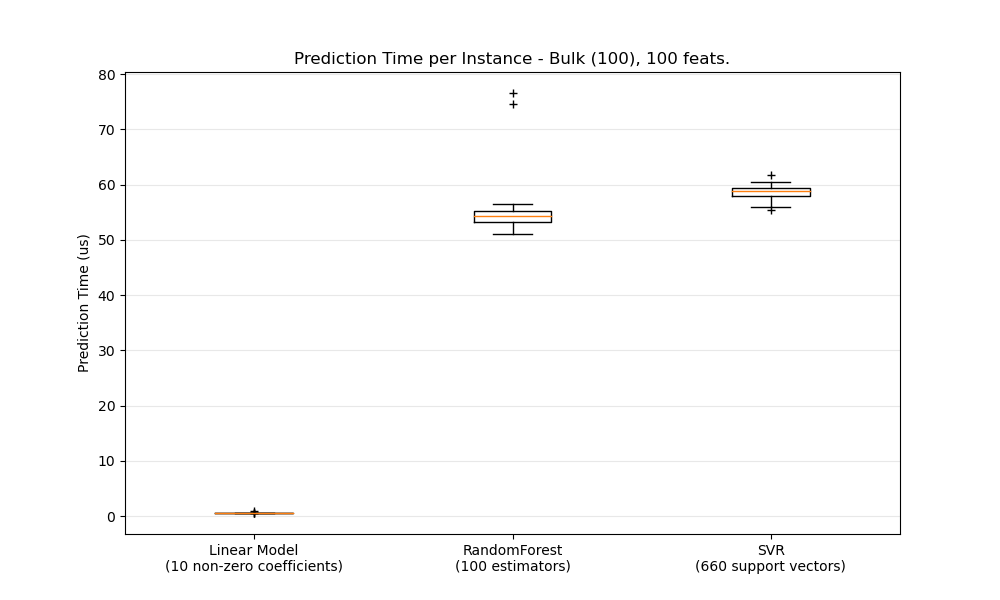 Prediction Time per Instance - Bulk (100), 100 feats.
80
70
60
50
40
30
20
10
0
Prediction Time (us)
Linear Model
(10 non-zero coefficients)
RandomForest
(100 estimators)
SVR
(660 support vectors)